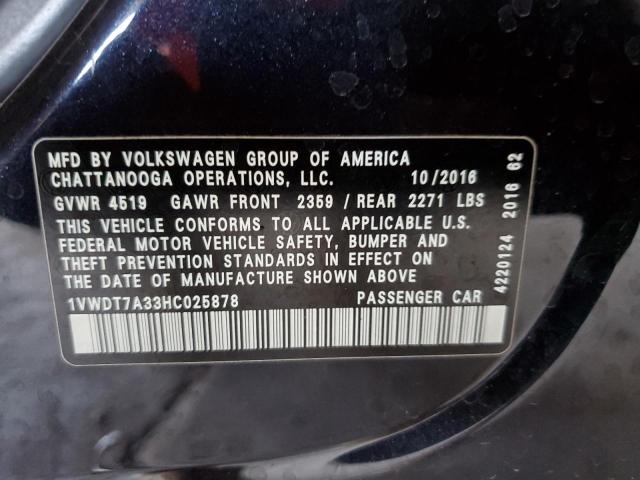 MFD BY VOLKSWAGEN GROUP OF AMERICA
CHATTANOOGA OPERATIONS, LLC. 10/2016
GVWR 4519 GAWR FRONT 2359 / REAR 2271 LBS
THIS VEHICLE CONFORMS TO ALL APPLICABLE U.S.
FEDERAL MOTOR VEHICLE SAFETY, BUMPER AND
THEFT PREVENTION STANDARDS IN EFFECT ON
THE DATE OF MANUFACTURE SHOWN ABOVE
1VWDT7A33HC025878 PASSENGER CAR
4220124 2016 62